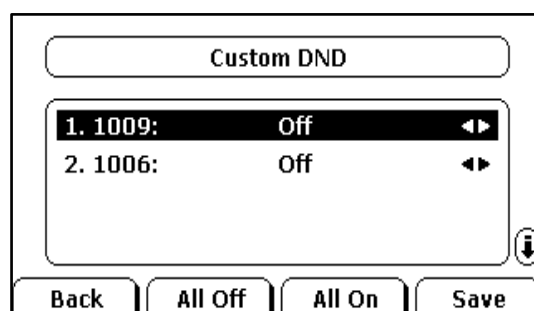 Custom DND
1. 1009: Off
2. 1006: Off
Back All Off All On Save